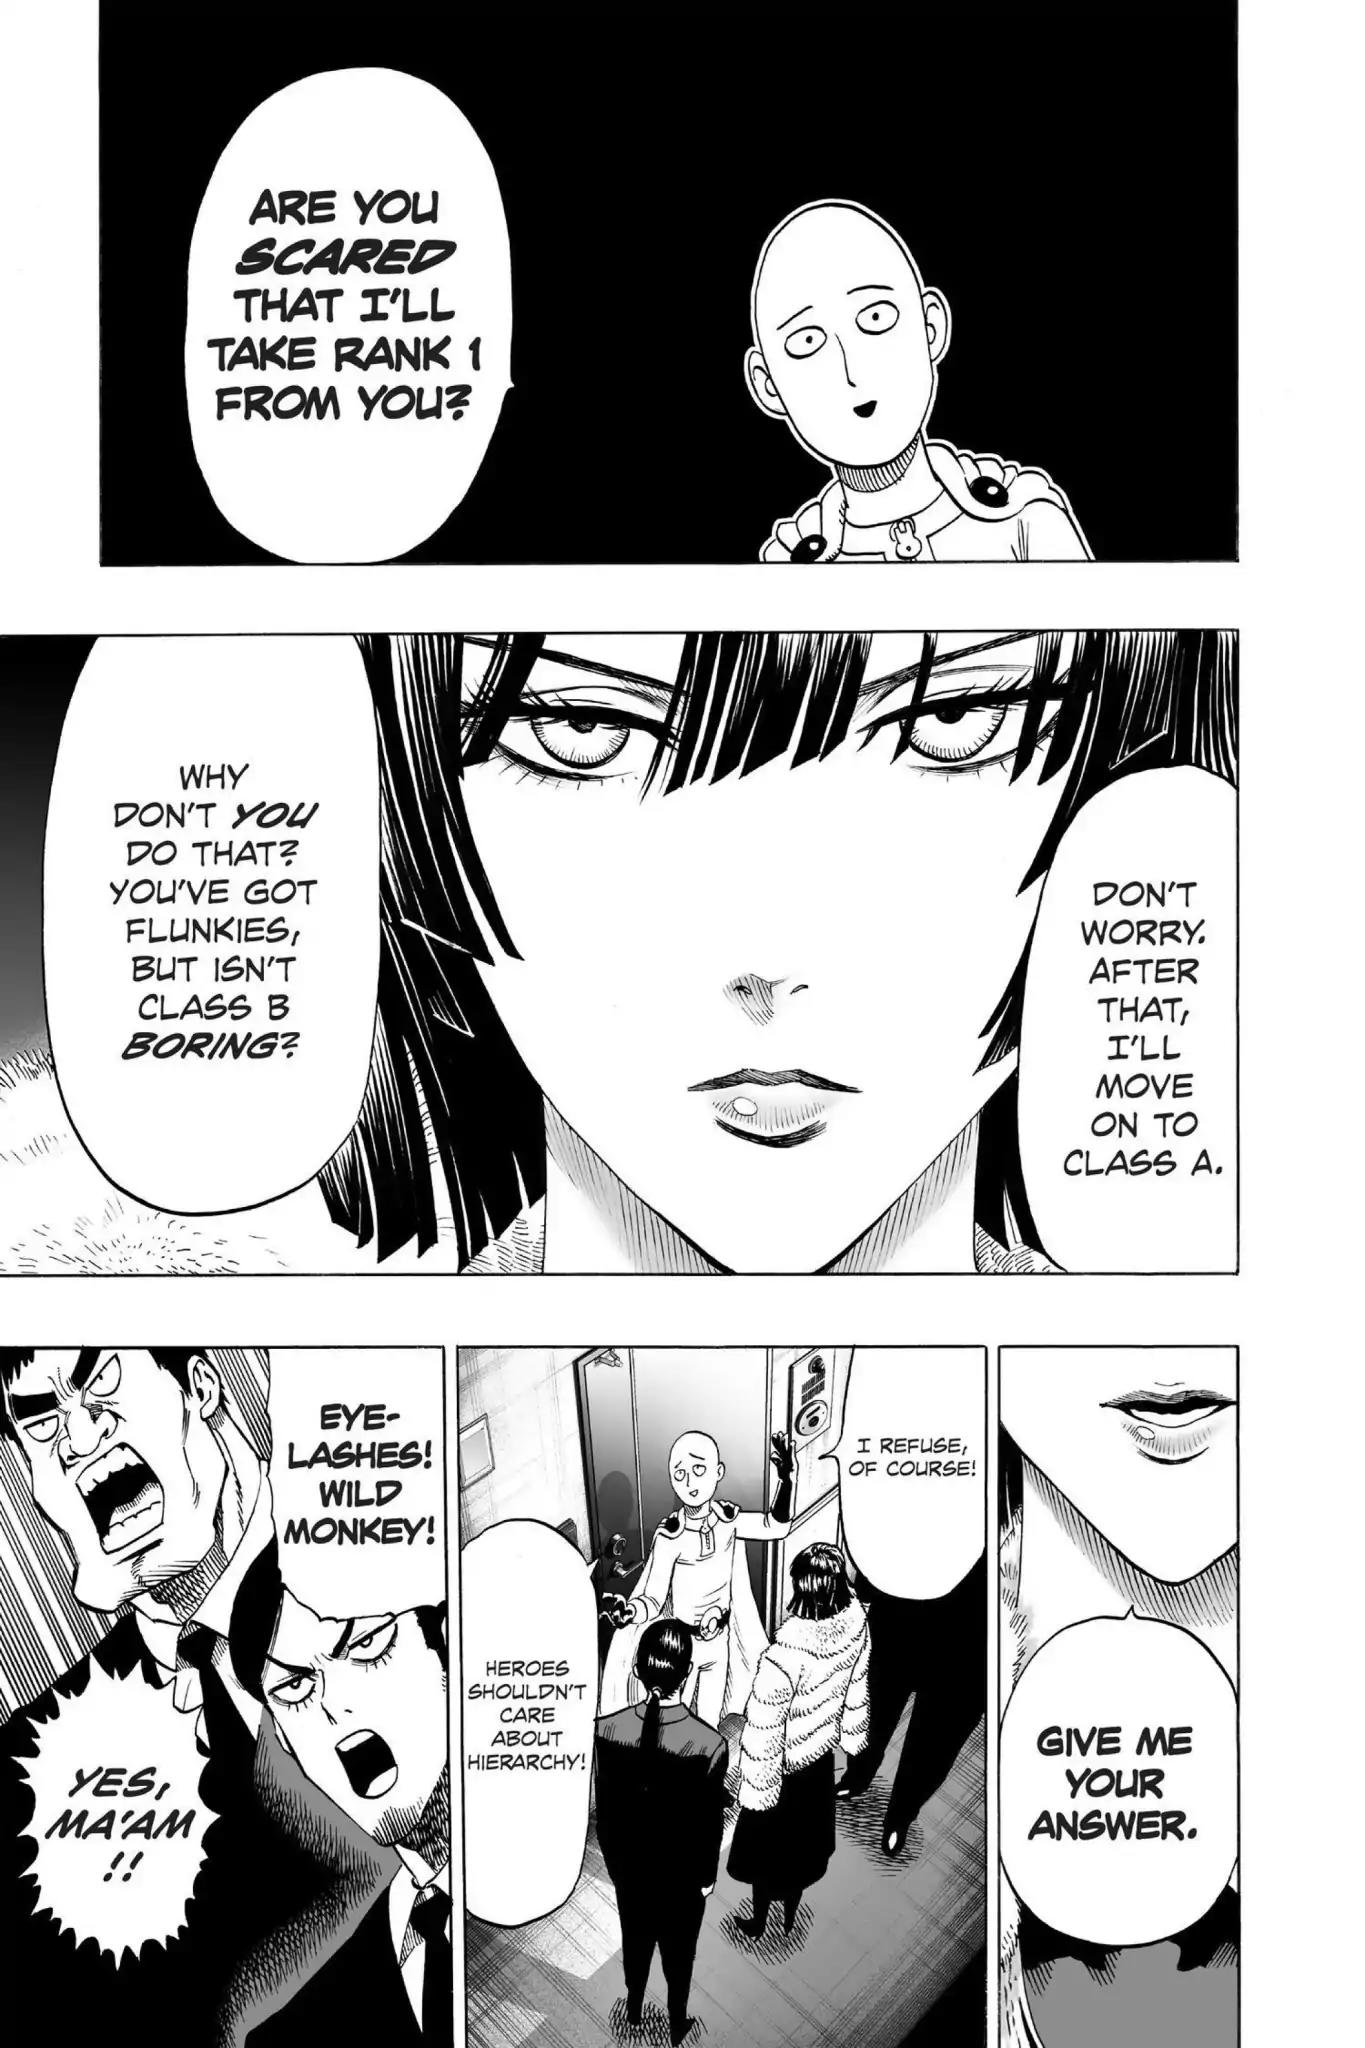 ARE YOU
SCARED
THAT I'LL
TAKE RANK 1
FROM YOU?
DON'T
WORRY.
AFTER
THAT,
I'LL
MOVE
ON TO
CLASS A.
WHY
DON'T YOU
DO THAT?
YOU'VE GOT
FLUNKIES,
BUT ISN'T
CLASS B
BORING?
GIVE ME
YOUR
ANSWER.
I REFUSE,
OF COURSE!
HEROES
SHOULDN'T
CARE
ABOUT
HIERARCHY!
EYE-
LASHES!
WILD
MONKEY!
YES,
MA'AM
!!